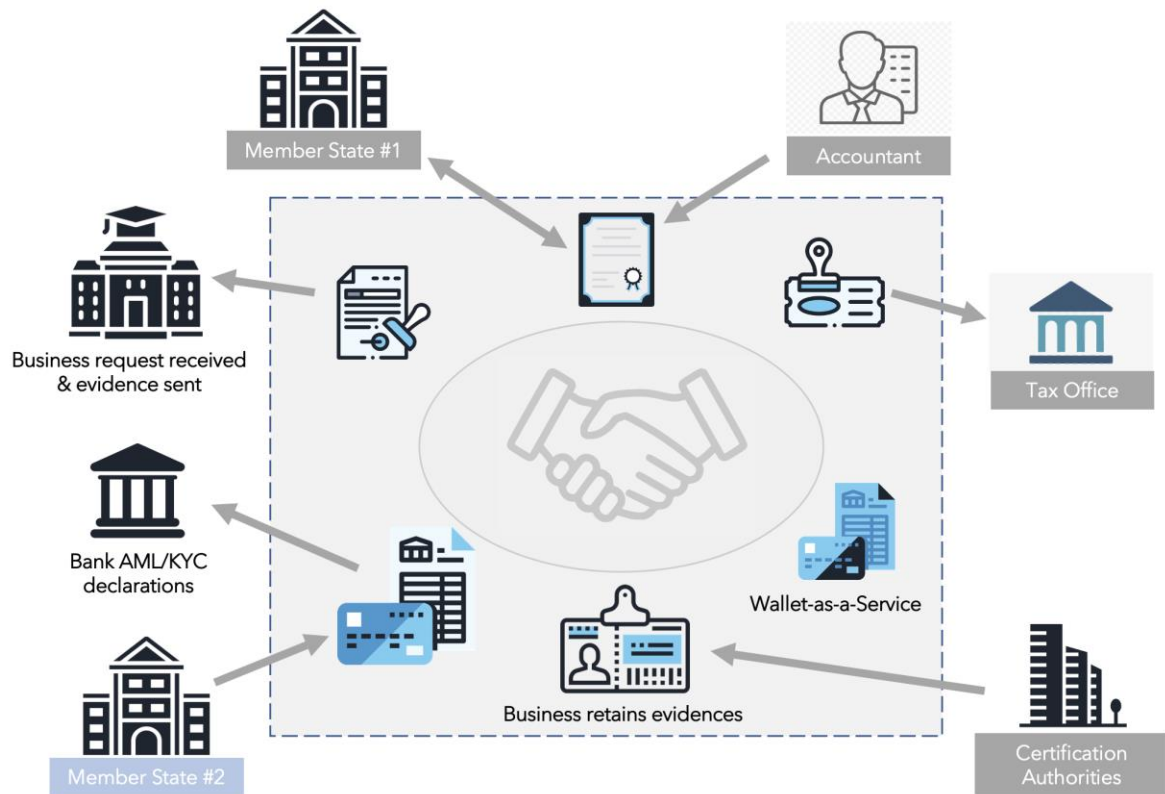 Member State #1
Accountant
Business request received
& evidence sent
Tax Office
Bank AML/KYC
declarations
Wallet-as-a-Service
Business retains evidences
Member State #2
Certification
Authorities